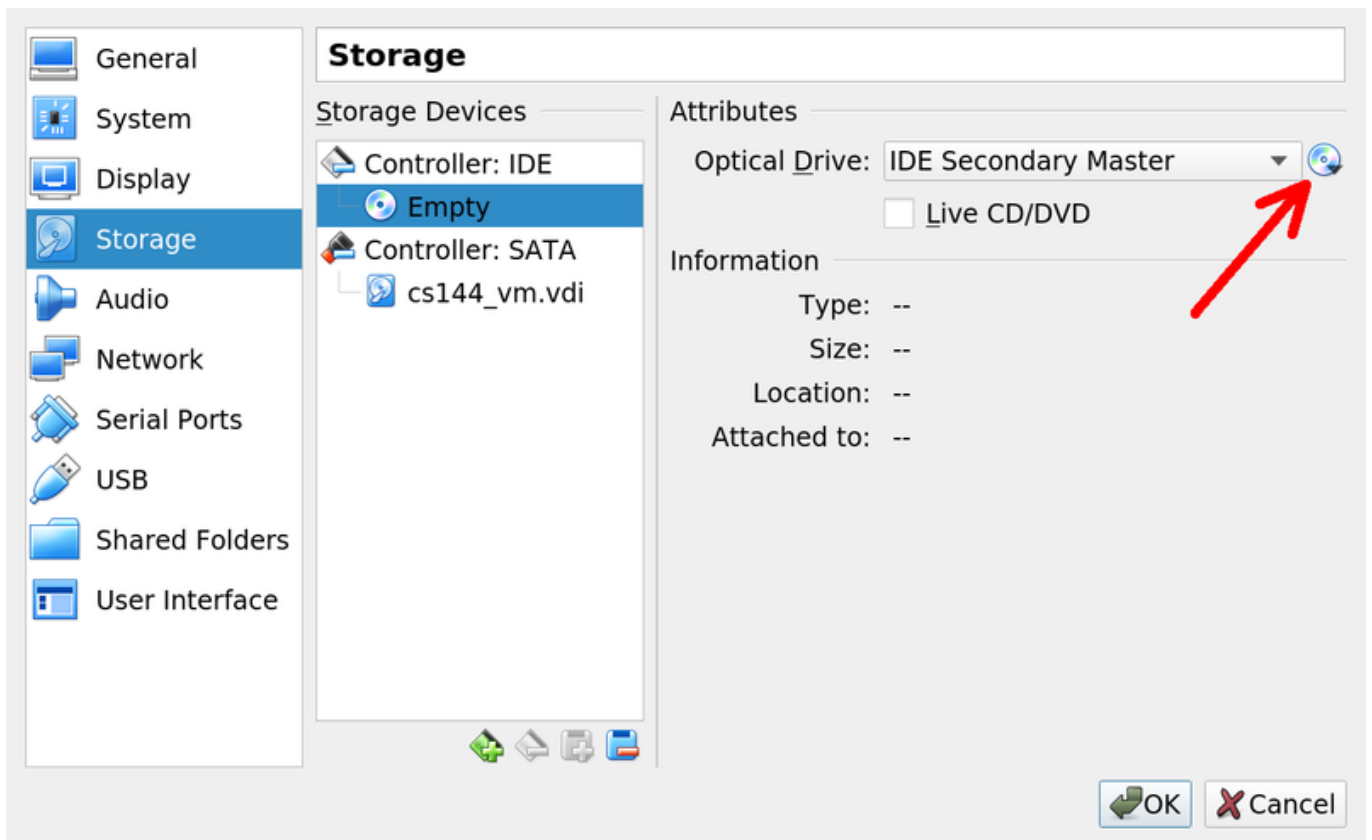 General
System
Display
Storage
Audio
Network
Serial Ports
USB
Shared Folders
User Interface
Storage
Storage Devices
Controller: IDE
Empty
Controller: SATA
cs144_vm.vdi
Attributes
Optical Drive: IDE Secondary Master
Live CD/DVD
Information
Type: --
Size: --
Location: --
Attached to: --
OK Cancel